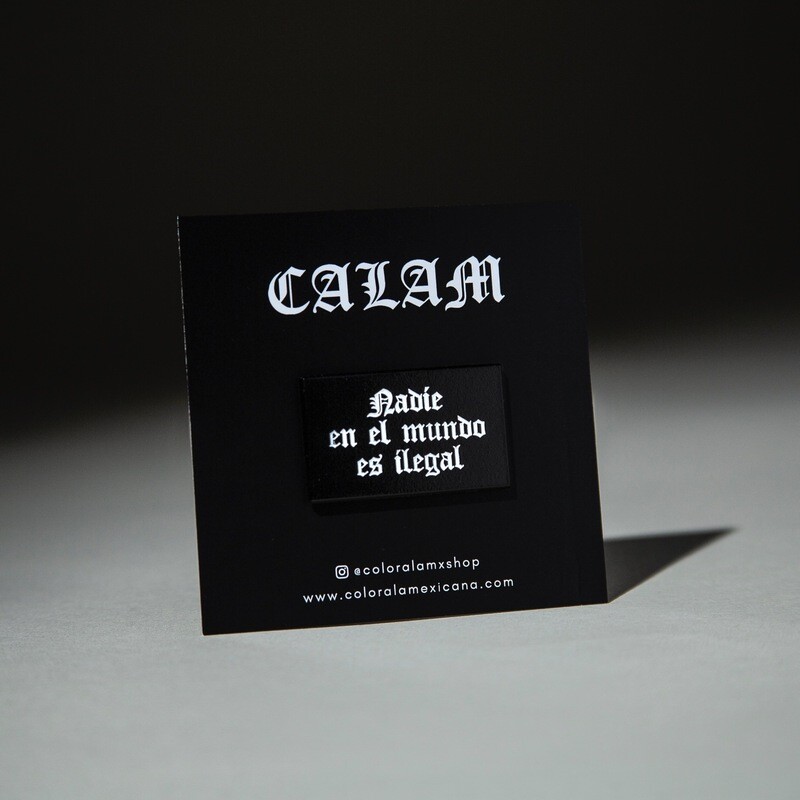 CALAM
Nadie
en el mundo
es ilegal
@coloralamxshop
www.coloralamexicana.com